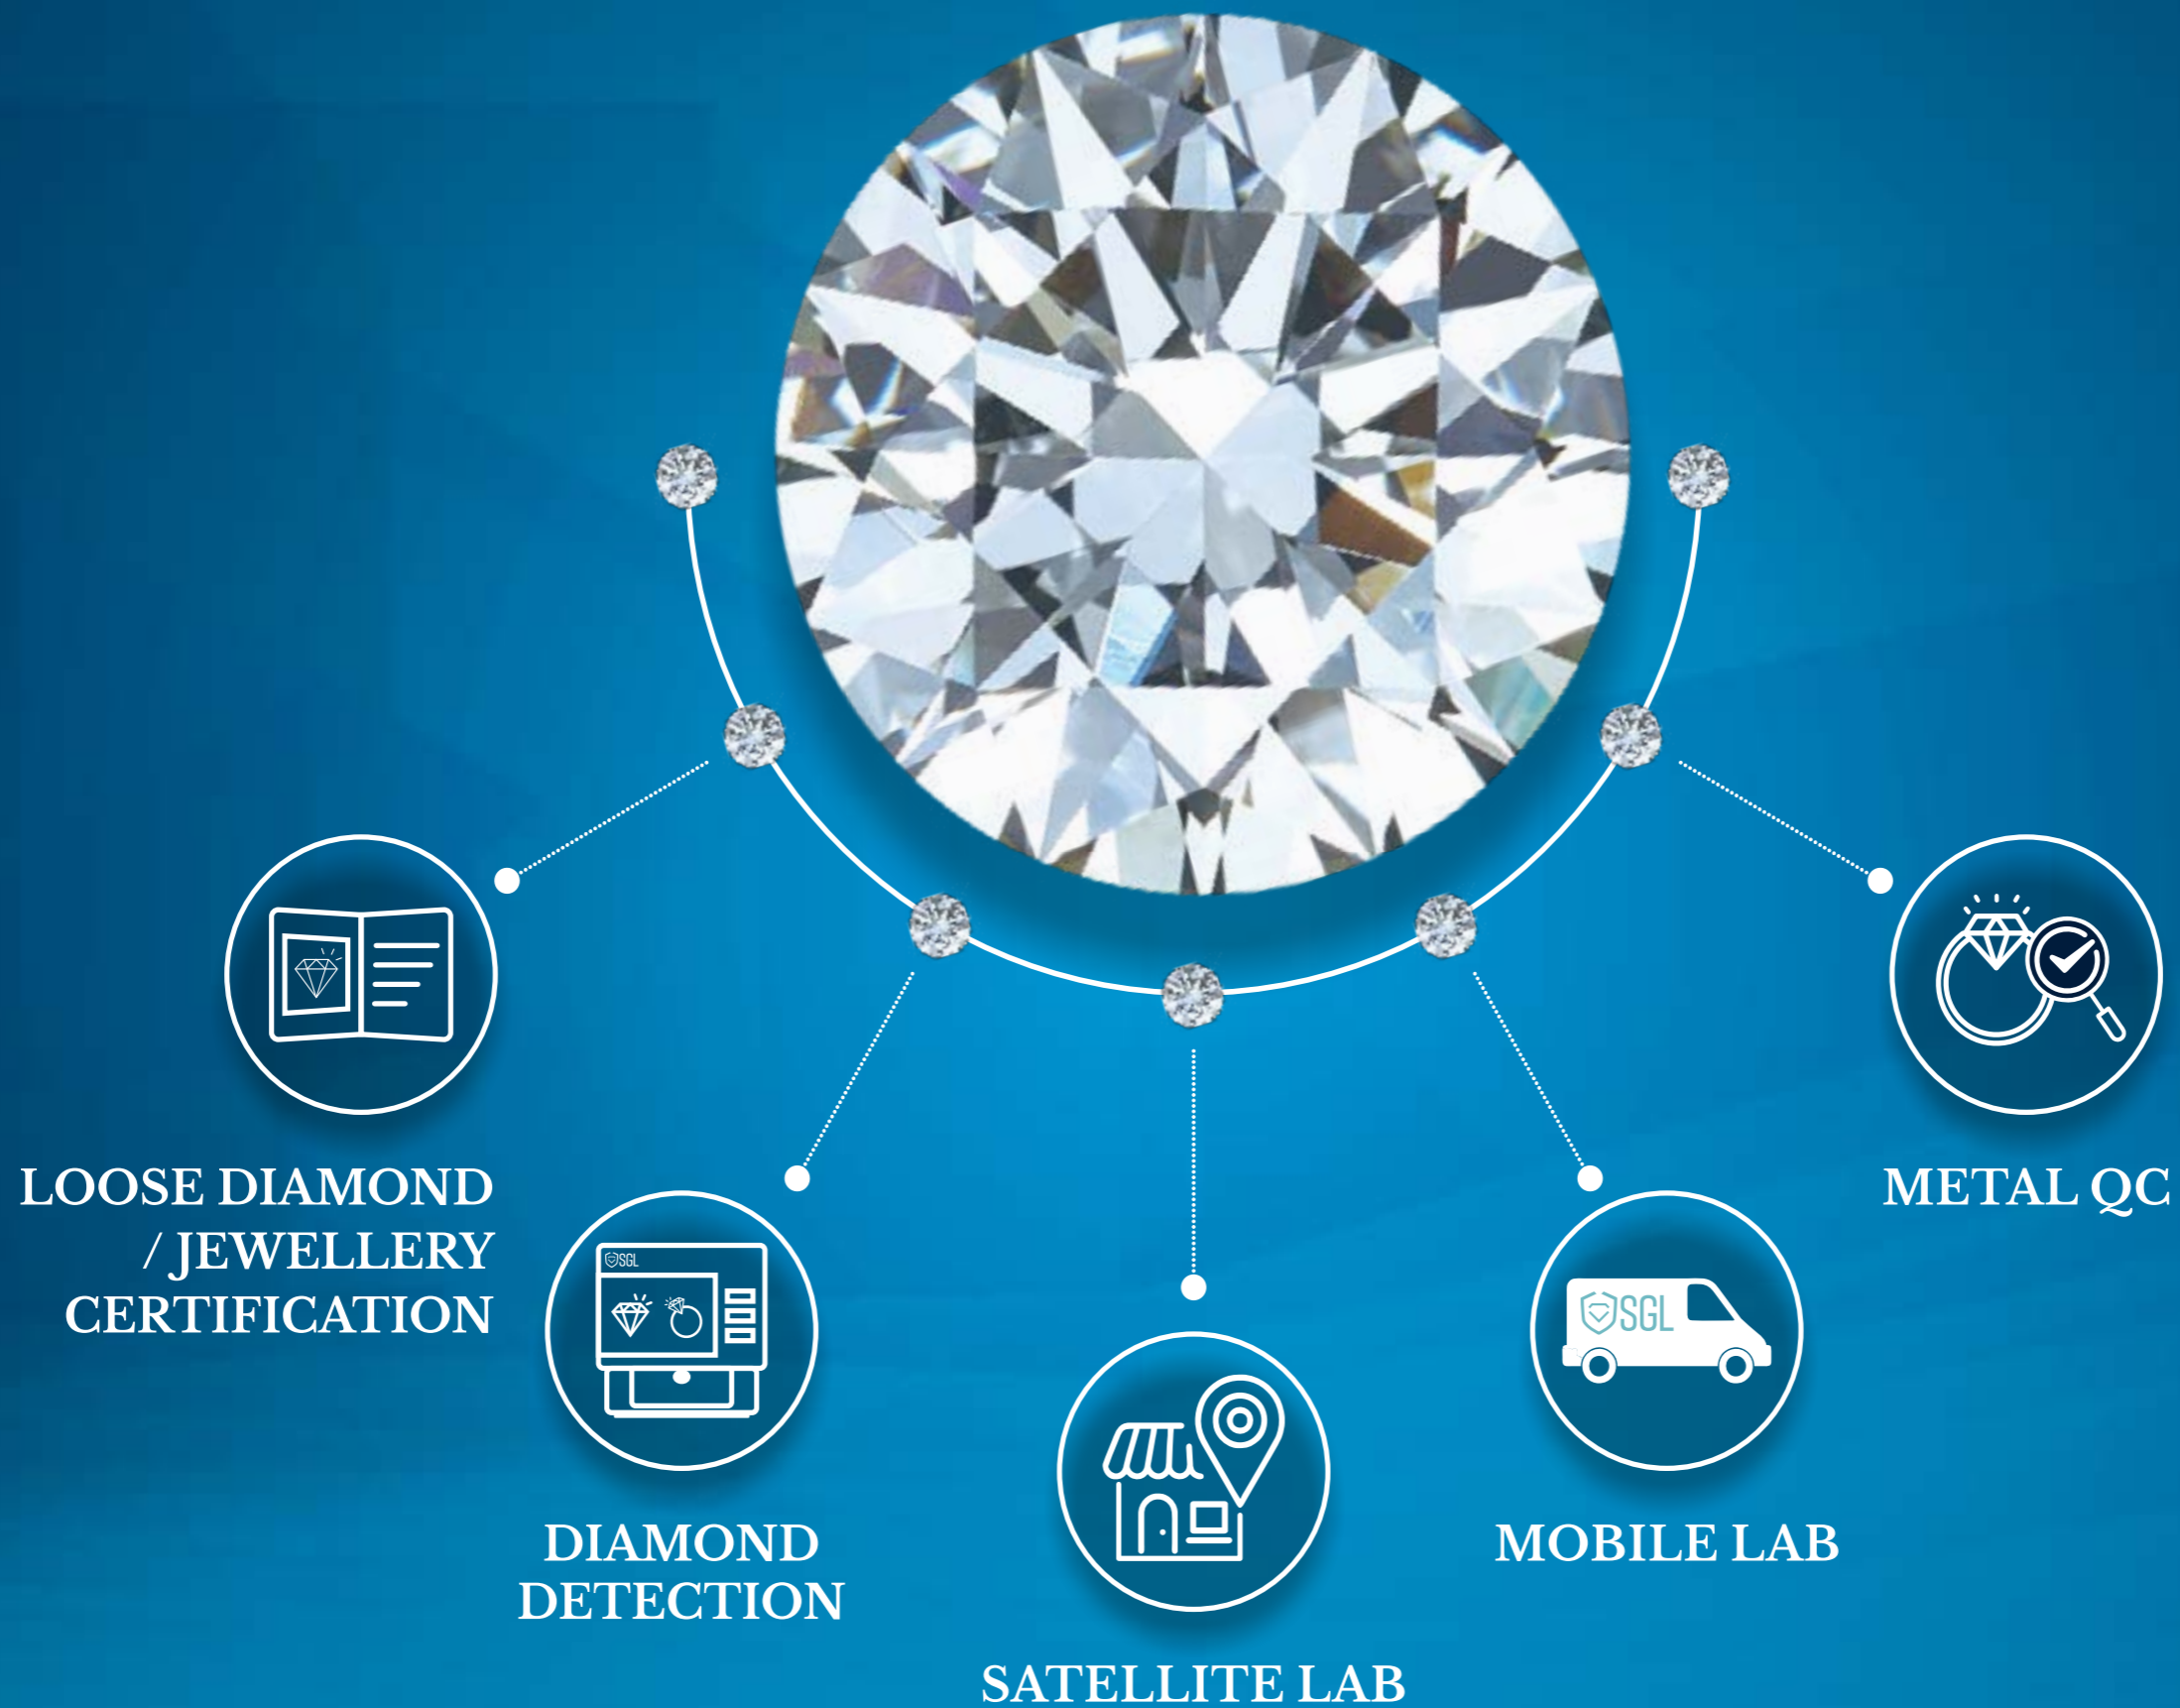 LOOSE DIAMOND
/ JEWELLERY
CERTIFICATION
SGL
DIAMOND
DETECTION
SATELLITE LAB
SGL
MOBILE LAB
METAL QC